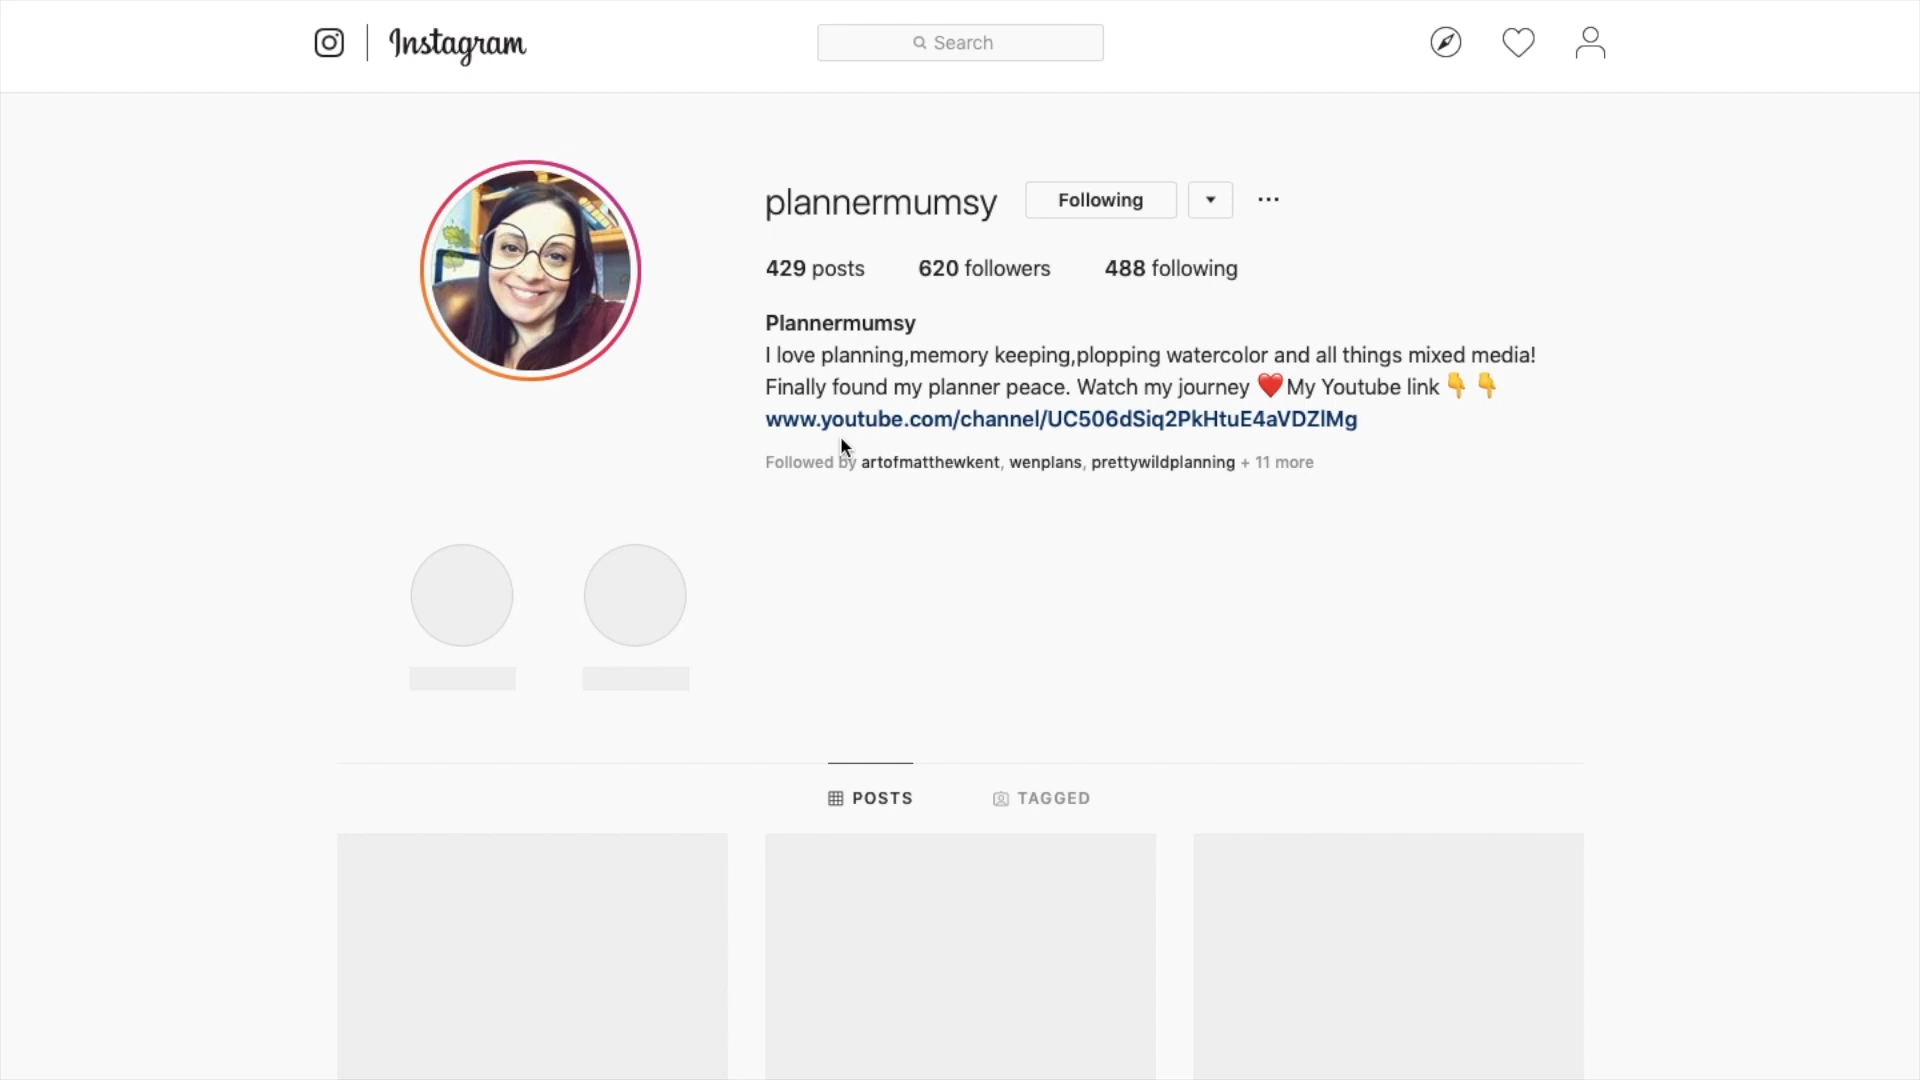 Instagram
Search
plannermumsy
Following
429 posts 620 followers 488 following
Plannermumsy
I love planning,memory keeping,plopping watercolor and all things mixed media!
Finally found my planner peace. Watch my journey ❤️My Youtube link 👇 👇
www.youtube.com/channel/UC506dSiq2PkHtuE4aVDZlMg
Followed by artofmatthewkent, wenplans, prettywildplanning + 11 more
POSTS TAGGED